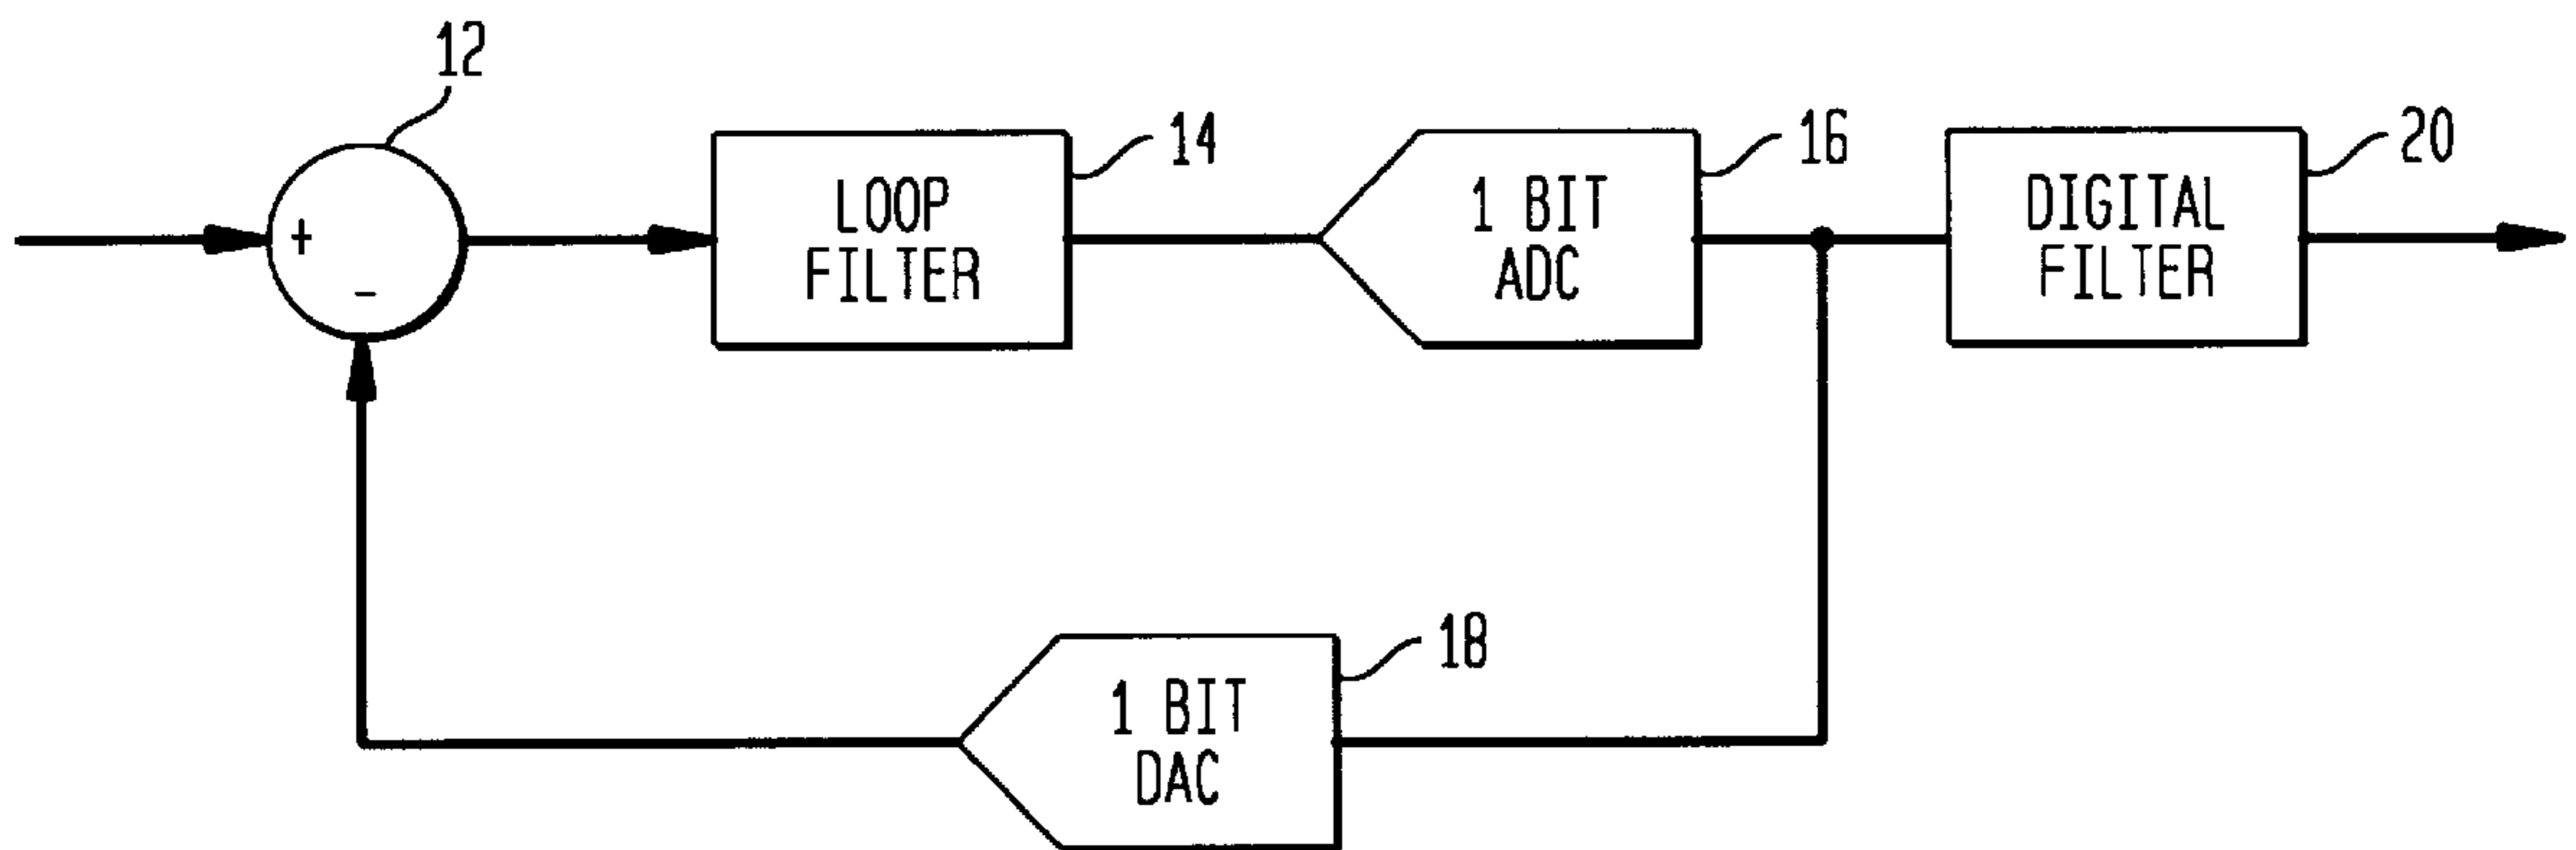 12
14
16
20
+
-
LOOP
FILTER
1 BIT
ADC
DIGITAL
FILTER
18
1 BIT
DAC